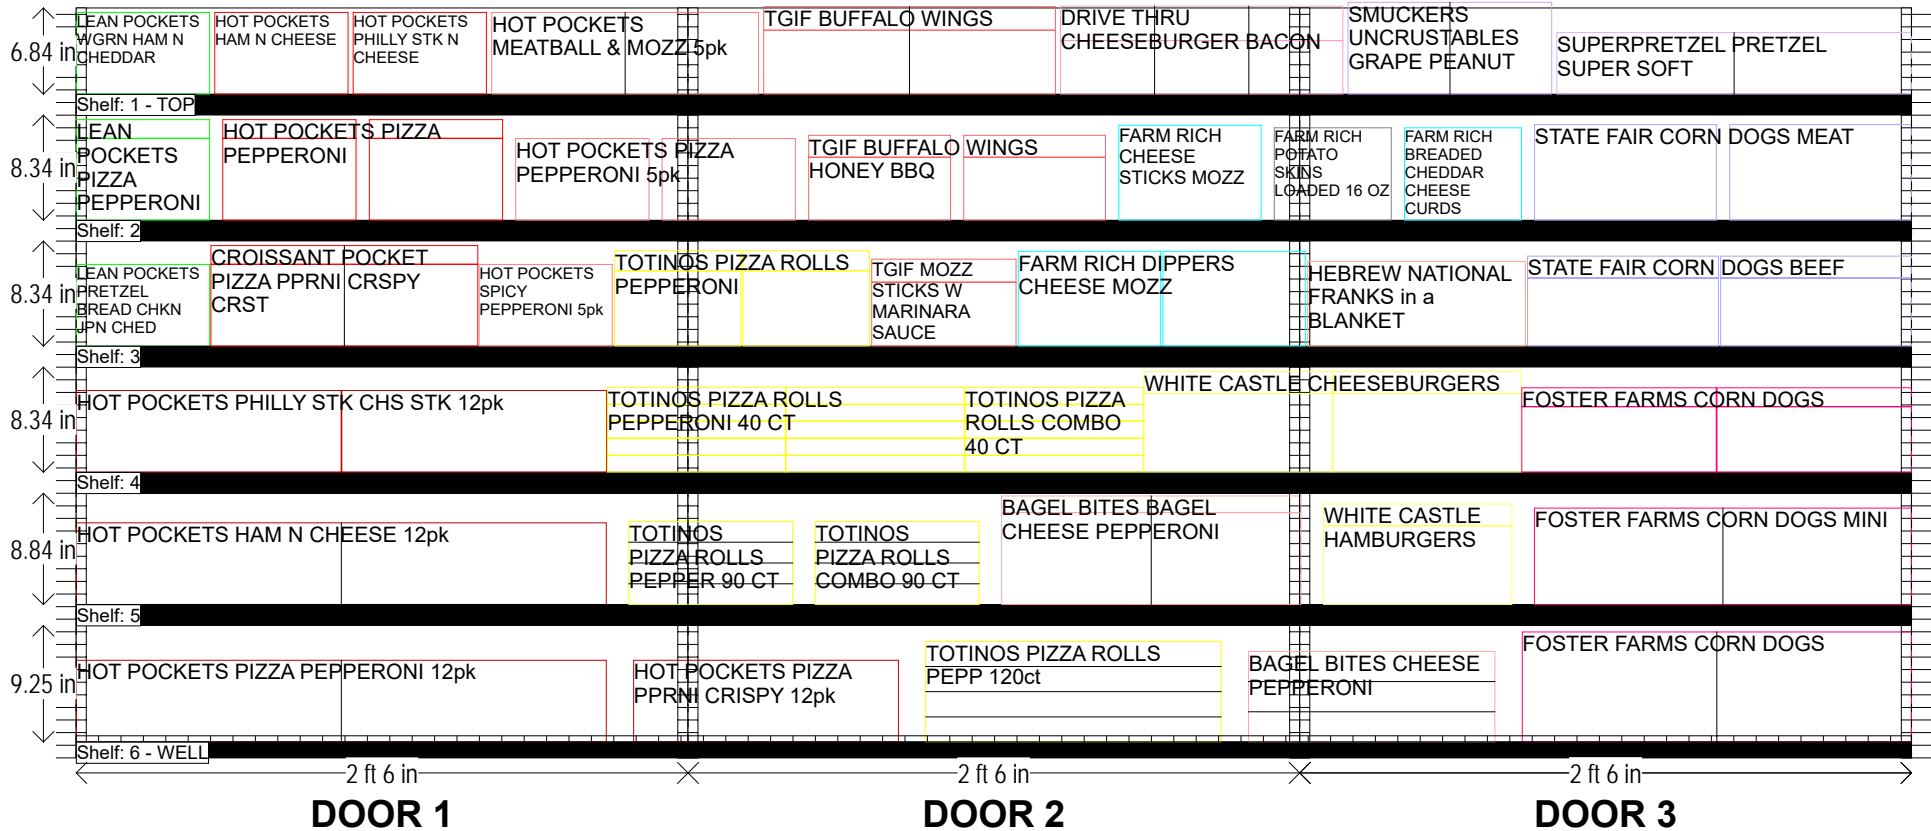 6.84 in
LEAN POCKETS
WGRN HAM N
CHEDDAR
HOT POCKETS
HAM N CHEESE
HOT POCKETS
PHILLY STK N
CHEESE
HOT POCKETS
MEATBALL & MOZZ 5pk
TGIF BUFFALO WINGS
DRIVE THRU
CHEESEBURGER BACON
SMUCKERS
UNCRUSTABLES
GRAPE PEANUT
SUPERPRETZEL PRETZEL
SUPER SOFT
Shelf: 1 - TOP
8.34 in
LEAN
POCKETS
PIZZA
PEPPERONI
HOT POCKETS PIZZA
PEPPERONI
HOT POCKETS PIZZA
PEPPERONI 5pk
TGIF BUFFALO WINGS
HONEY BBQ
FARM RICH
CHEESE
STICKS MOZZ
FARM RICH
POTATO
SKINS
LOADED 16 OZ
FARM RICH
BREADED
CHEDDAR
CHEESE
CURDS
STATE FAIR CORN DOGS MEAT
Shelf: 2
8.34 in
LEAN POCKETS
PRETZEL
BREAD CHKN
JPN CHED
CROISSANT POCKET
PIZZA PPRNI CRSPY
CRST
HOT POCKETS
SPICY
PEPPERONI 5pk
TOTINOS PIZZA ROLLS
PEPPERONI
TGIF MOZZ
STICKS W
MARINARA
SAUCE
FARM RICH DIPPERS
CHEESE MOZZ
HEBREW NATIONAL
FRANKS in a
BLANKET
STATE FAIR CORN DOGS BEEF
Shelf: 3
8.34 in
HOT POCKETS PHILLY STK CHS STK 12pk
TOTINOS PIZZA ROLLS
PEPPERONI 40 CT
TOTINOS PIZZA
ROLLS COMBO
40 CT
WHITE CASTLE CHEESEBURGERS
FOSTER FARMS CORN DOGS
Shelf: 4
8.84 in
HOT POCKETS HAM N CHEESE 12pk
TOTINOS
PIZZA ROLLS
PEPPER 90 CT
TOTINOS
PIZZA ROLLS
COMBO 90 CT
BAGEL BITES BAGEL
CHEESE PEPPERONI
WHITE CASTLE
HAMBURGERS
FOSTER FARMS CORN DOGS MINI
Shelf: 5
9.25 in
HOT POCKETS PIZZA PEPPERONI 12pk
HOT POCKETS PIZZA
PPRNI CRISPY 12pk
TOTINOS PIZZA ROLLS
PEPP 120ct
BAGEL BITES CHEESE
PEPPERONI
FOSTER FARMS CORN DOGS
Shelf: 6 - WELL
2 ft 6 in
2 ft 6 in
2 ft 6 in
DOOR 1
DOOR 2
DOOR 3